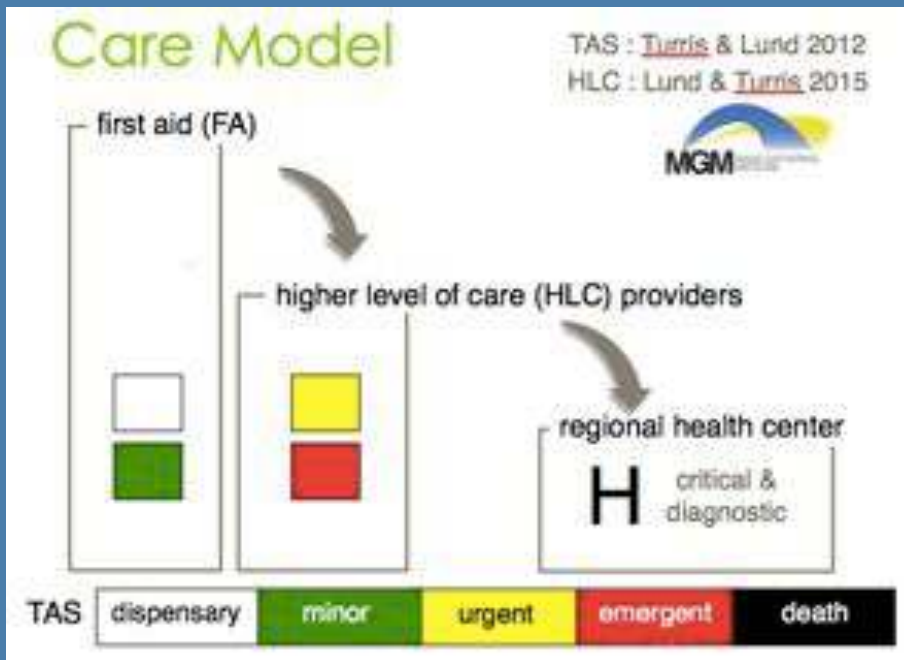 Care Model
TAS : Turris & Lund 2012
HLC : Lund & Turris 2015
MGM
first aid (FA)
higher level of care (HLC) providers
regional health center
H
critical &
diagnostic
TAS dispensary minor urgent emergent death